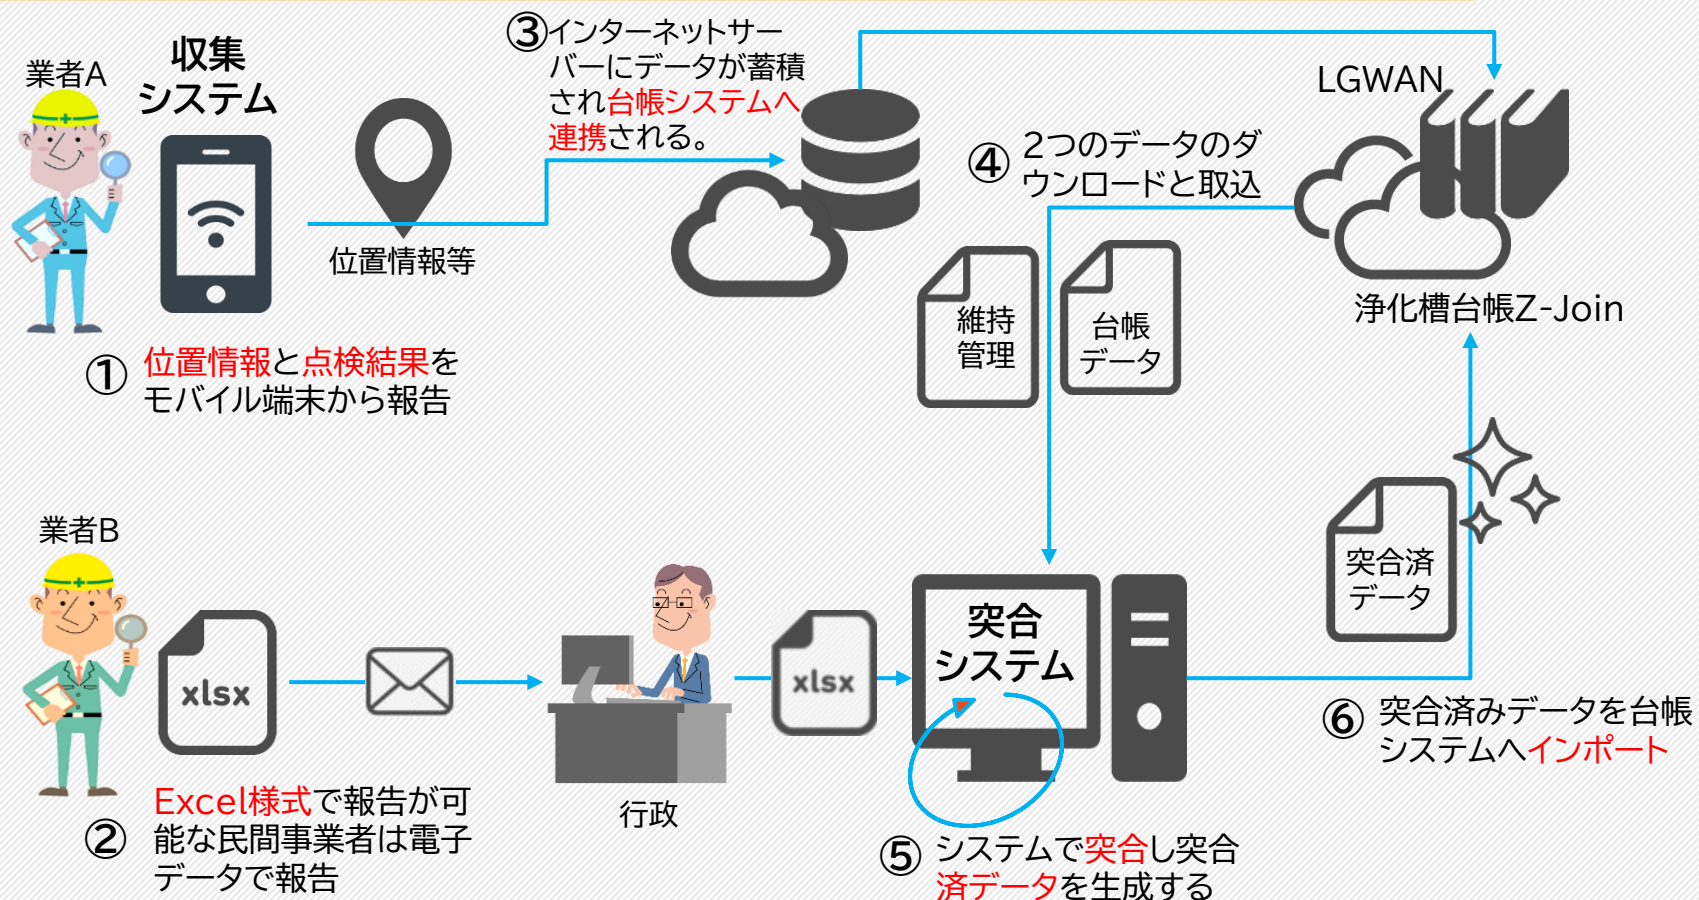 業者A
収集
システム
位置情報等
①
位置情報と点検結果を
モバイル端末から報告
③インターネットサー
バーにデータが蓄積
され台帳システムへ
連携される。
④
2つのデータのダ
ウンロードと取込
LGWAN
浄化槽台帳Z-Join
維持
管理
台帳
データ
業者B
xlsx
②
Excel様式で報告が可
能な民間事業者は電子
データで報告
行政
xlsx
突合
システム
⑤
システムで突合し突合
済データを生成する
突合済
データ
⑥
突合済みデータを台帳
システムへインポート